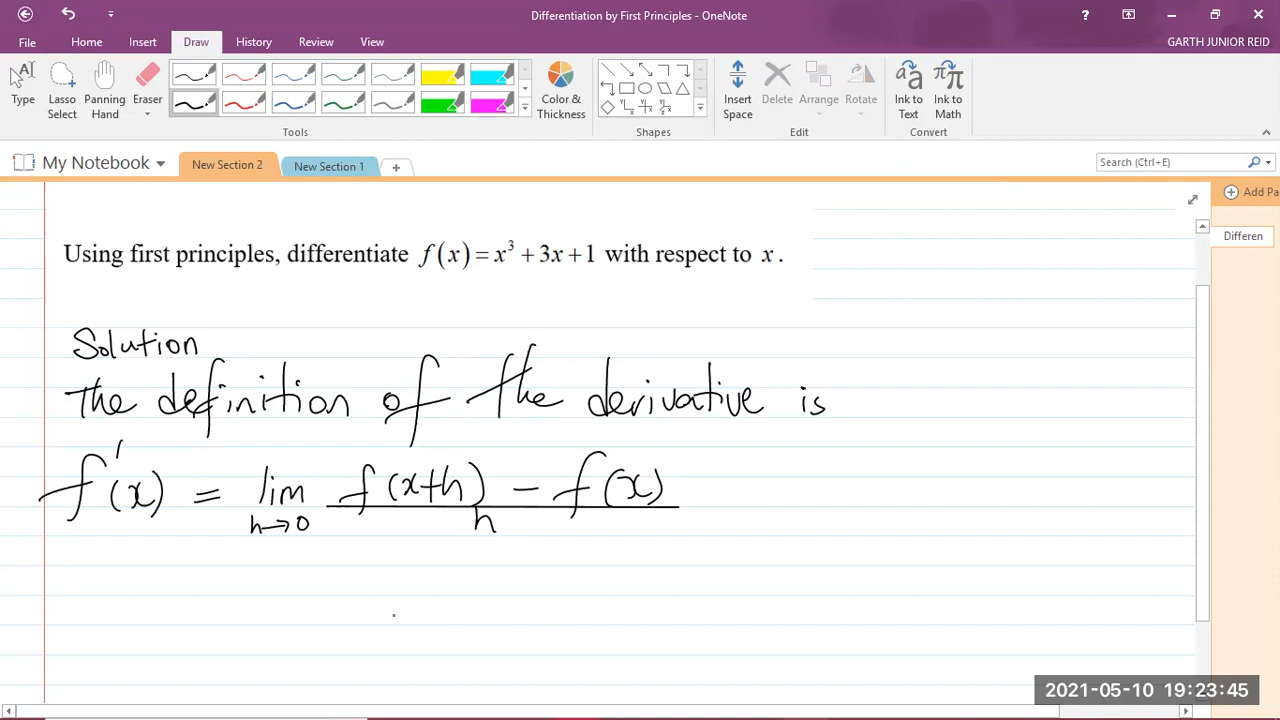 Differentiation by First Principles - OneNote
?
File Home Insert Draw History Review View
GARTH JUNIOR REID
Type
Lasso Select
Panning Hand
Eraser
Color & Thickness
Insert Space
Delete
Arrange
Rotate
Ink to Text
Ink to Math
Tools
Shapes
Edit
Convert
My Notebook
New Section 2
New Section 1
+
Search (Ctrl+E)
Add Pa
Differen
Using first principles, differentiate f(x) = x³ + 3x + 1 with respect to x.
Solution
The definition of the derivative is
f'(x) = lim f(x+h) - f(x)
h→0 h
2021-05-10 19:23:45